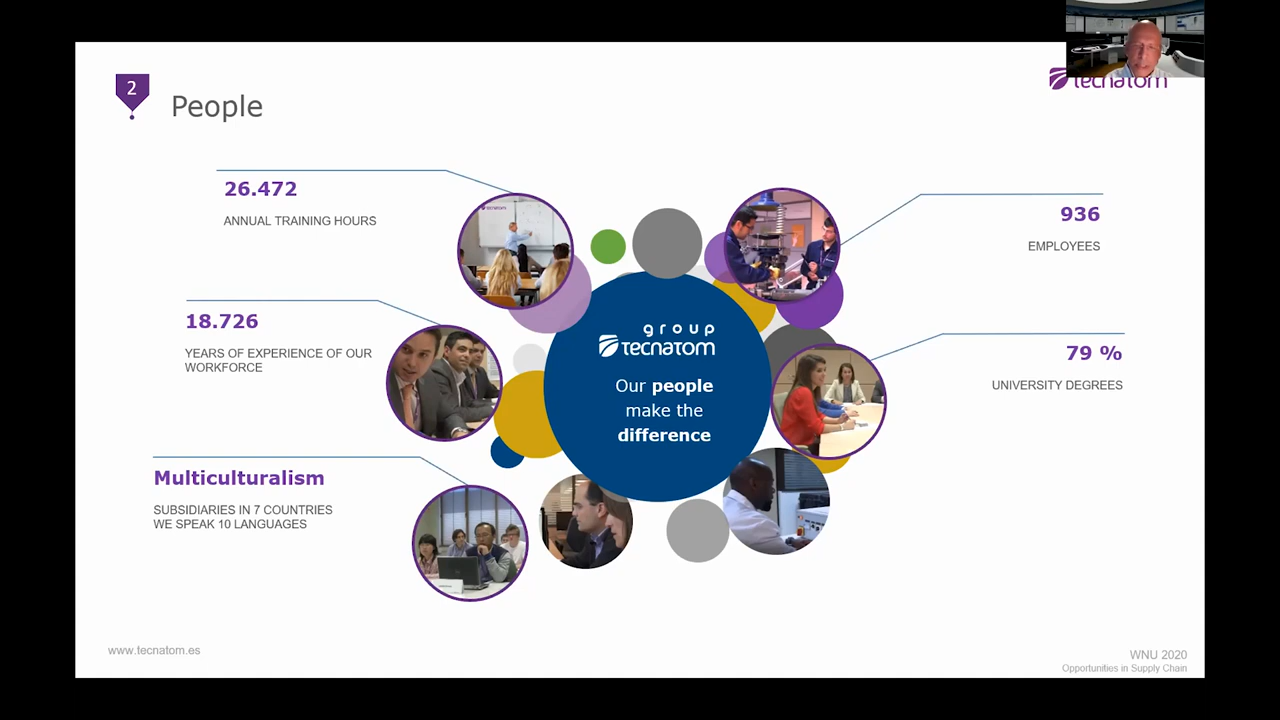 2
People
tecnatom
26.472
ANNUAL TRAINING HOURS
936
EMPLOYEES
18.726
YEARS OF EXPERIENCE OF OUR
WORKFORCE
group
tecnatom
Our people
make the
difference
79 %
UNIVERSITY DEGREES
Multiculturalism
SUBSIDIARIES IN 7 COUNTRIES
WE SPEAK 10 LANGUAGES
www.tecnatom.es
WNU 2020
Opportunities in Supply Chain